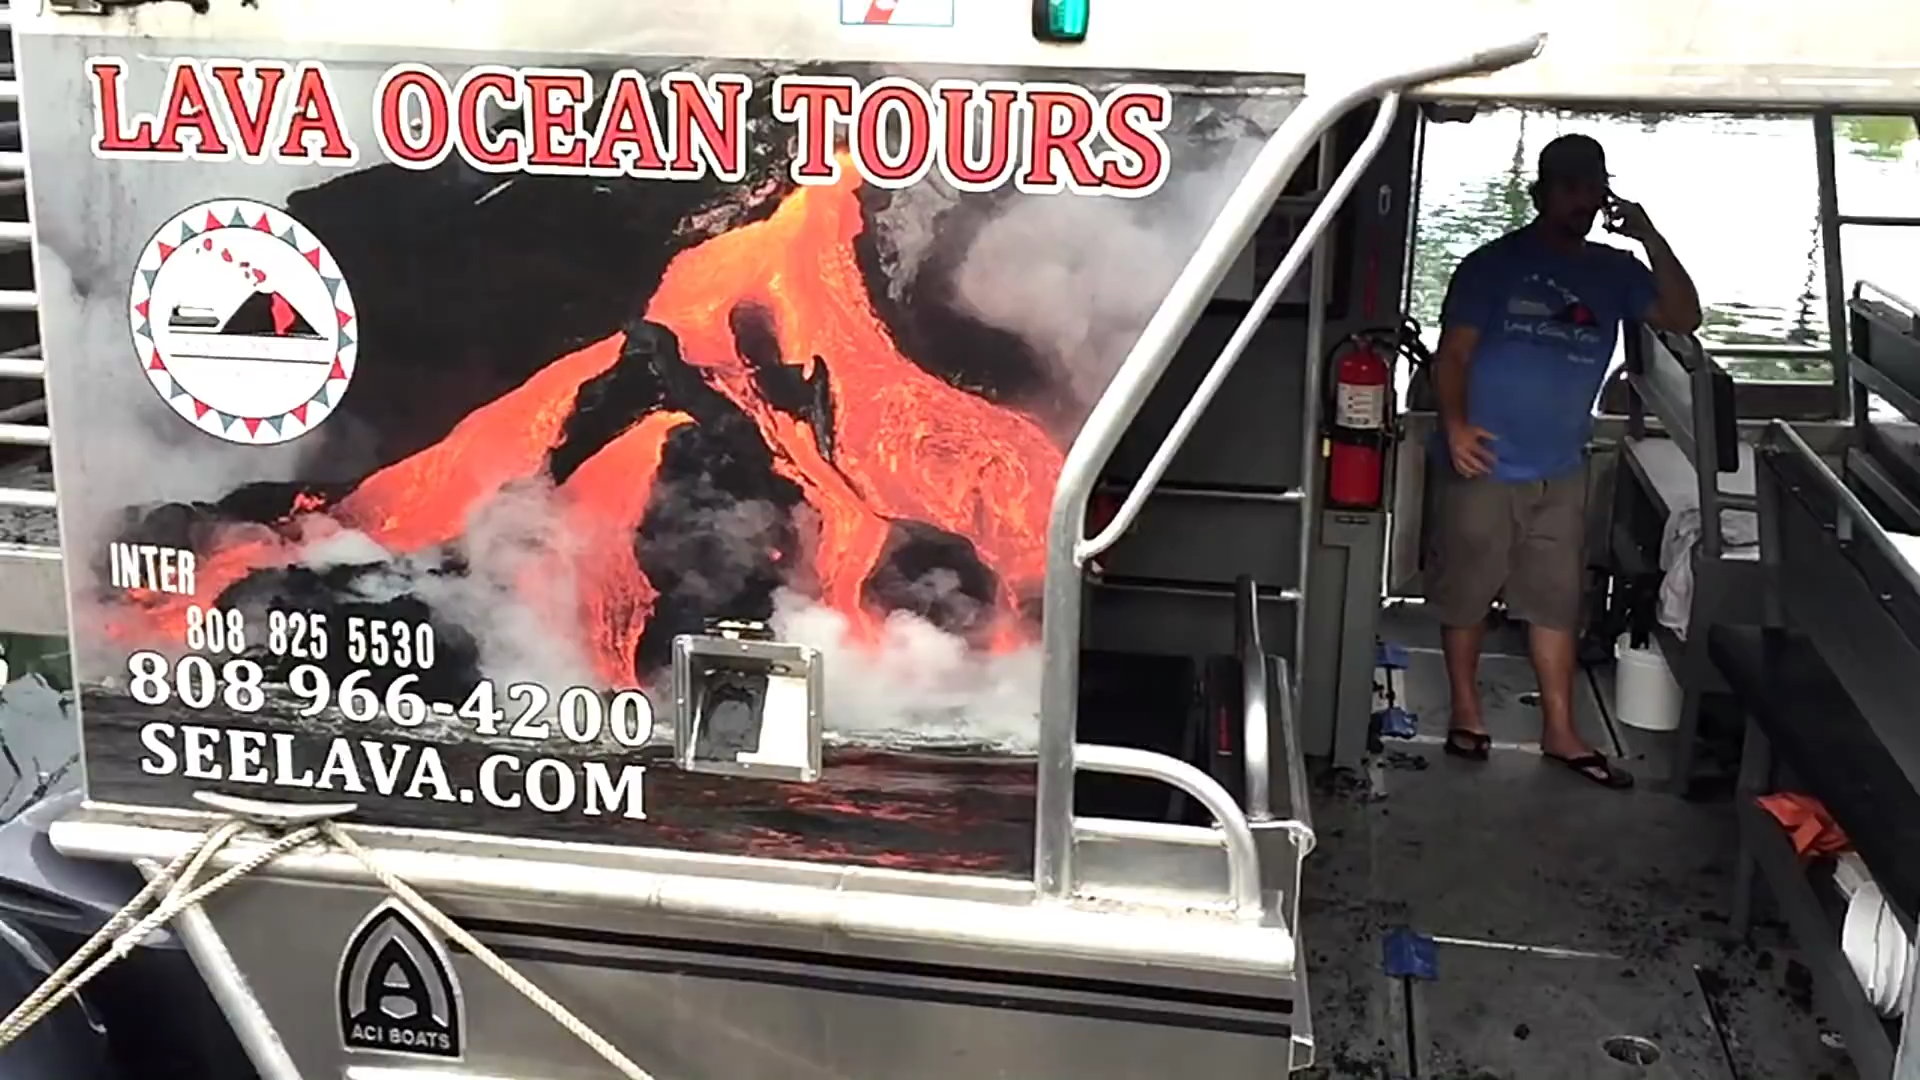 LAVA OCEAN TOURS
INTER
808 825 5530
808 966-4200
SEELAVA.COM
ACI BOATS
Lava Ocean Tours